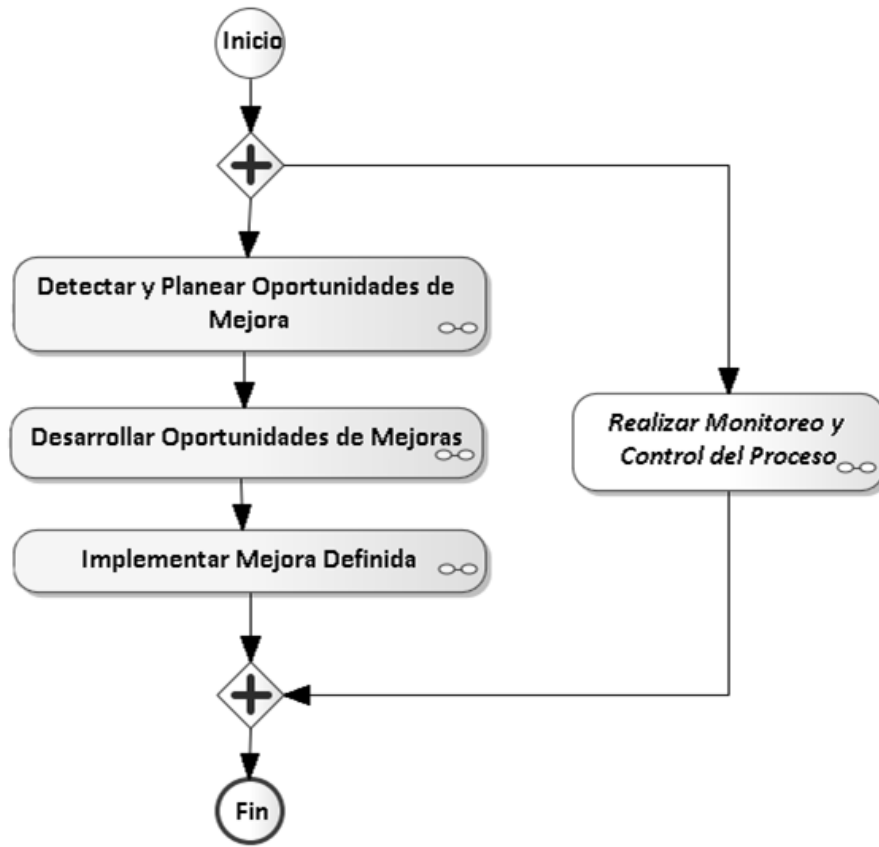 Inicio
Detectar y Planear Oportunidades de
Mejora
Desarrollar Oportunidades de Mejoras
Realizar Monitoreo y
Control del Proceso
Implementar Mejora Definida
Fin